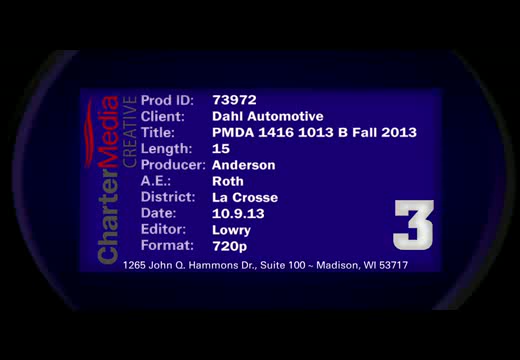 CharterMedia
CREATIVE
Prod ID: 73972
Client: Dahl Automotive
Title: PMDA 1416 1013 B Fall 2013
Length: 15
Producer: Anderson
A.E.: Roth
District: La Crosse
Date: 10.9.13
Editor: Lowry
Format: 720p
3
1265 John Q. Hammons Dr., Suite 100 ~ Madison, WI 53717